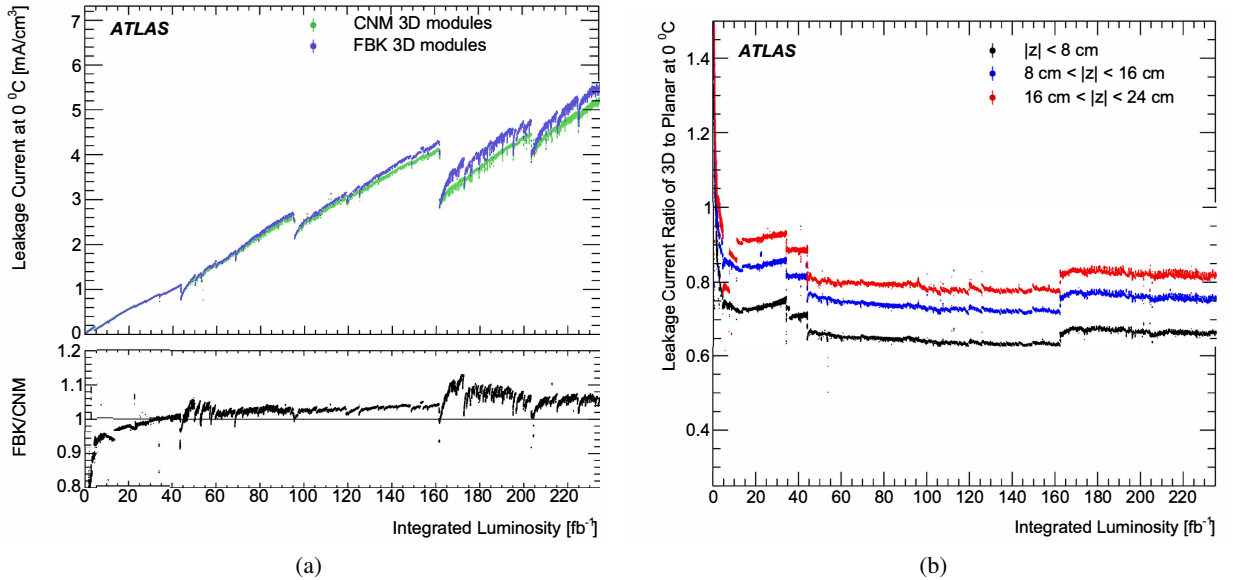 ATLAS
CNM 3D modules
FBK 3D modules
Leakage Current at 0 ⁰C [mA/cm³]
7
6
5
4
3
2
1
0
FBK/CNM
1.2
1.1
1
0.9
0.8
0 20 40 60 80 100 120 140 160 180 200 220
Integrated Luminosity [fb⁻¹]
(a)
ATLAS
|z| < 8 cm
8 cm < |z| < 16 cm
16 cm < |z| < 24 cm
Leakage Current Ratio of 3D to Planar at 0 ⁰C
1.4
1.2
1
0.8
0.6
0.4
0 20 40 60 80 100 120 140 160 180 200 220
Integrated Luminosity [fb⁻¹]
(b)